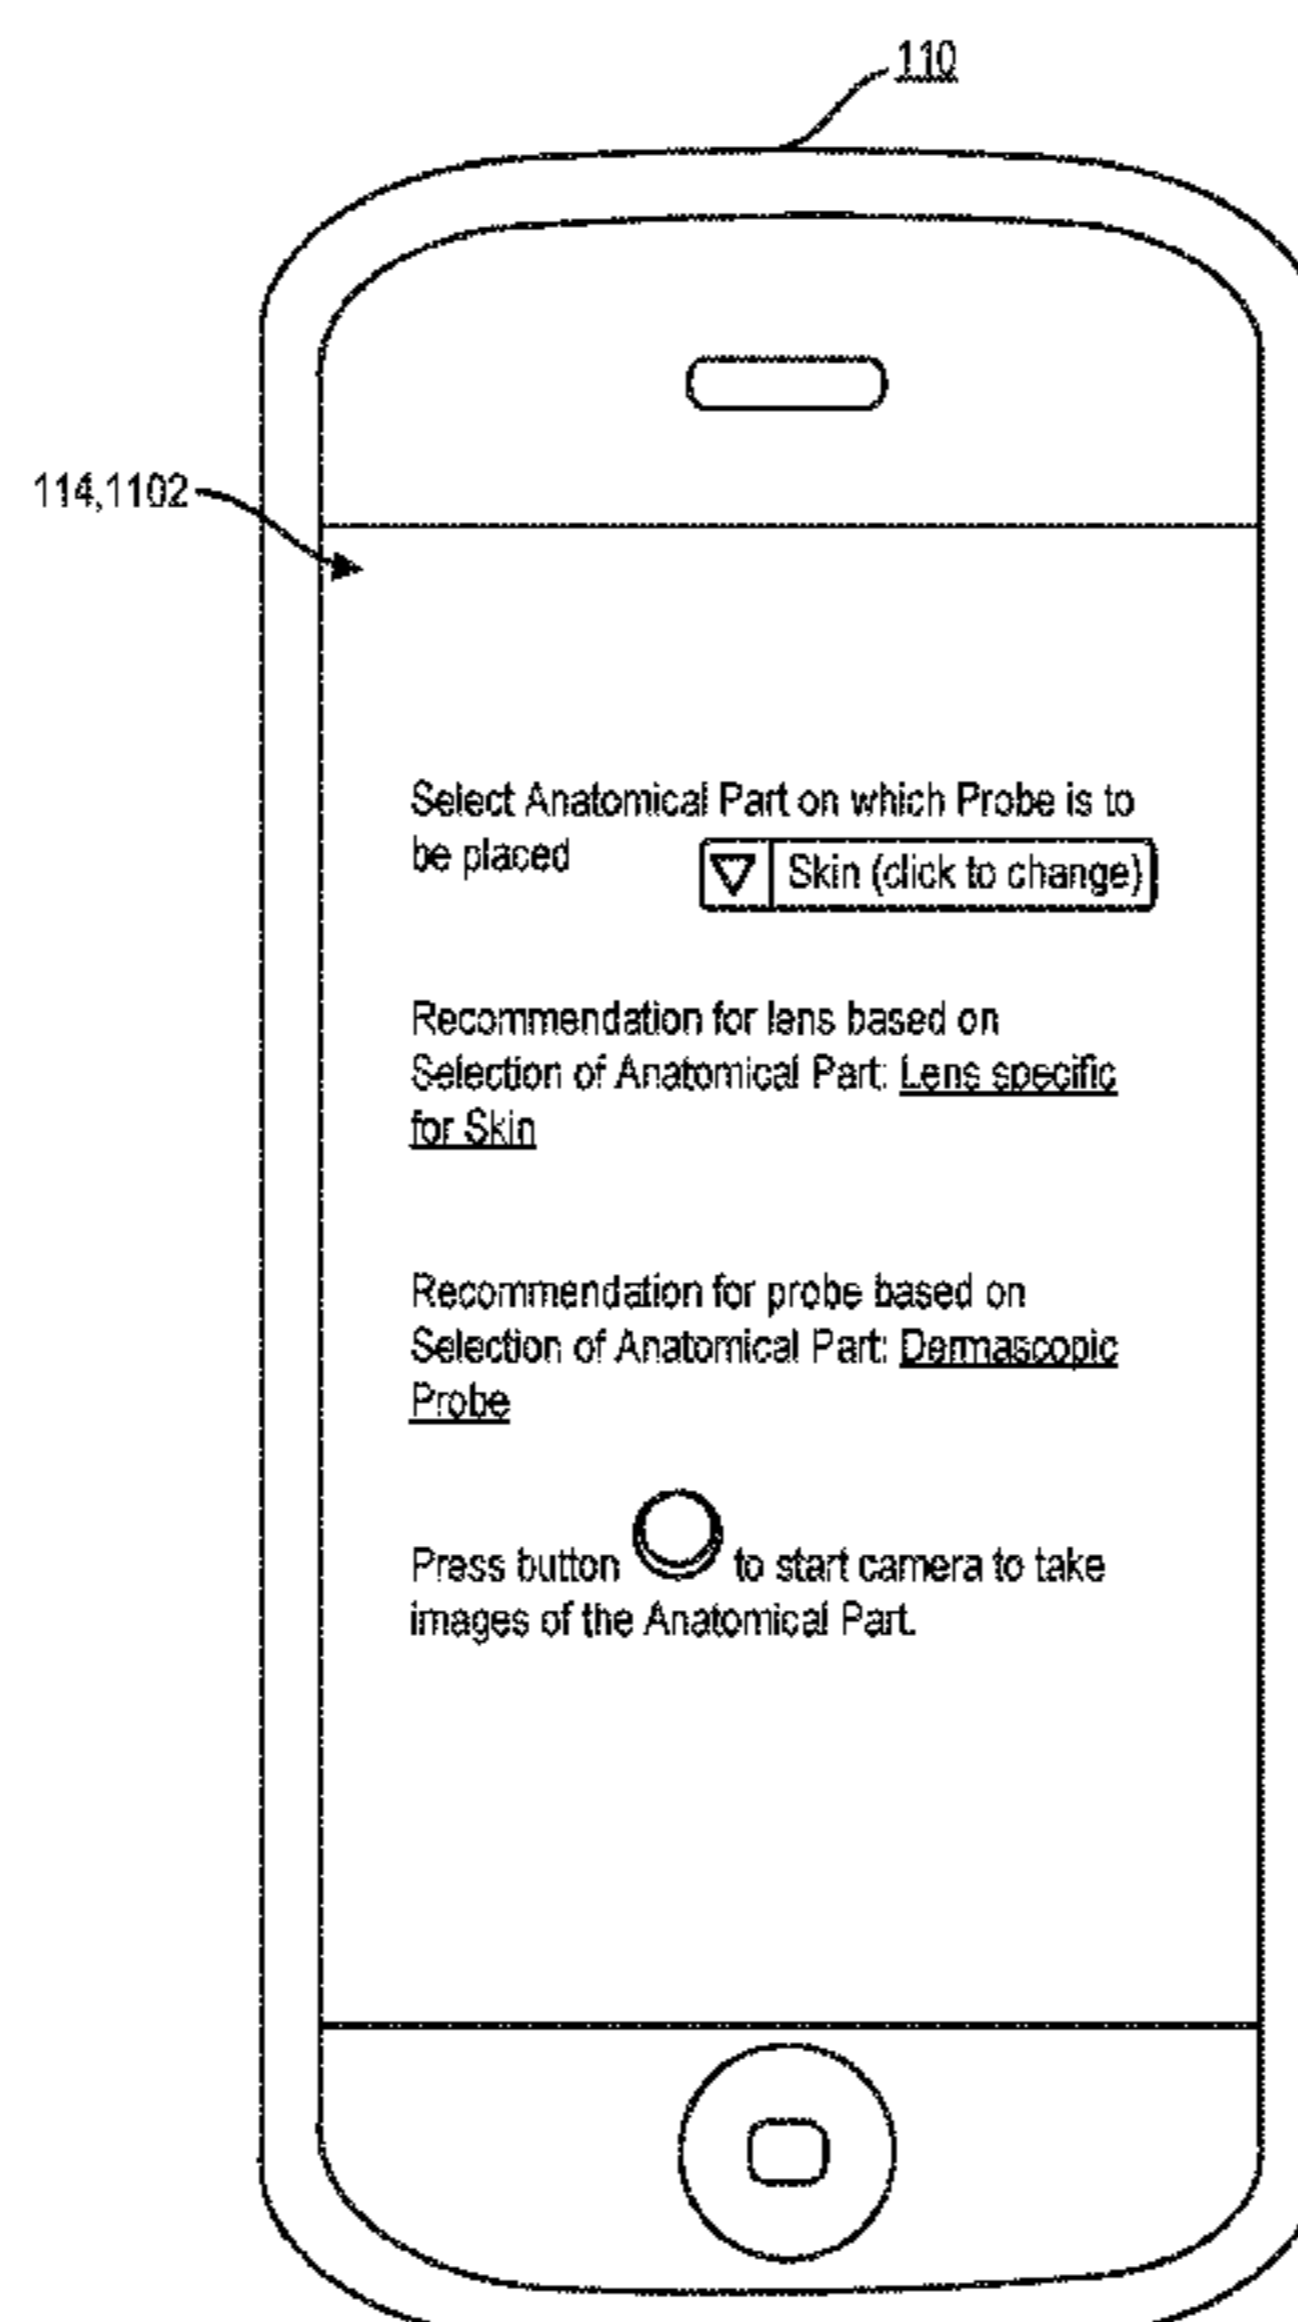 110
114,1102
Select Anatomical Part on which Probe is to
be placed
Skin (click to change)
Recommendation for lens based on
Selection of Anatomical Part: Lens specific
for Skin
Recommendation for probe based on
Selection of Anatomical Part: Dermascopic
Probe
Press button to start camera to take
images of the Anatomical Part.